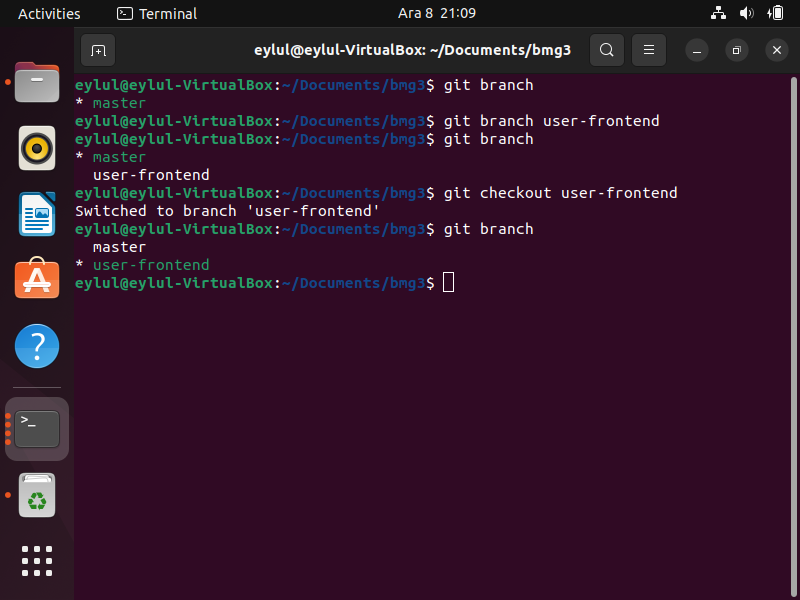 Activities
Terminal
Ara 8 21:09
eylul@eylul-VirtualBox: ~/Documents/bmg3
eylul@eylul-VirtualBox:~/Documents/bmg3$ git branch
* master
eylul@eylul-VirtualBox:~/Documents/bmg3$ git branch user-frontend
eylul@eylul-VirtualBox:~/Documents/bmg3$ git branch
* master
  user-frontend
eylul@eylul-VirtualBox:~/Documents/bmg3$ git checkout user-frontend
Switched to branch 'user-frontend'
eylul@eylul-VirtualBox:~/Documents/bmg3$ git branch
  master
* user-frontend
eylul@eylul-VirtualBox:~/Documents/bmg3$